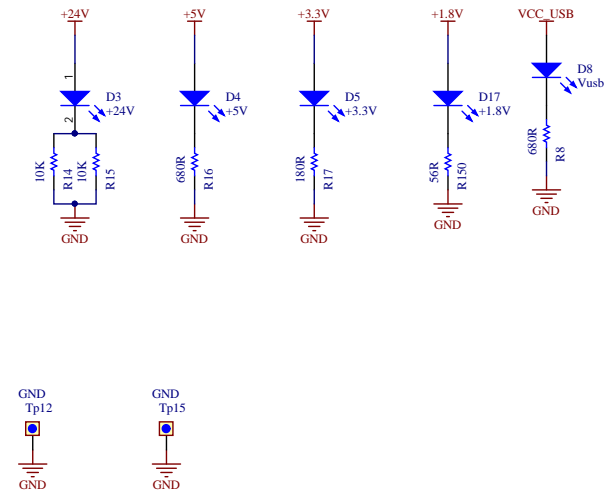 +24V
+5V
+3.3V
+1.8V
VCC_USB
1
D3
+24V
2
10K
R14
10K
R15
GND
D4
+5V
680R
R16
GND
D5
+3.3V
180R
R17
GND
D17
+1.8V
56R
R150
GND
D8
Vusb
680R
R8
GND
GND
Tp12
GND
GND
Tp15
GND